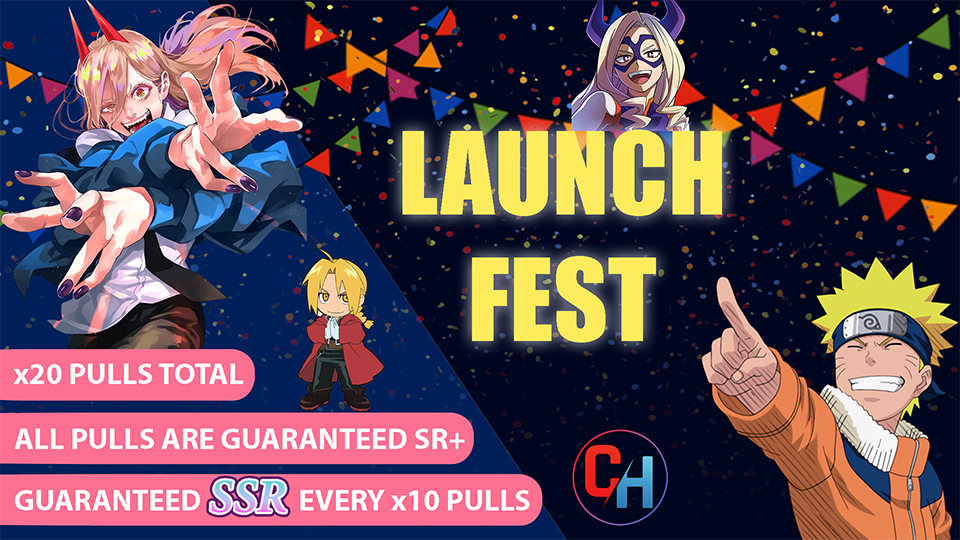 LAUNCH
FEST
x20 PULLS TOTAL
ALL PULLS ARE GUARANTEED SR+
GUARANTEED SSR EVERY x10 PULLS
CH